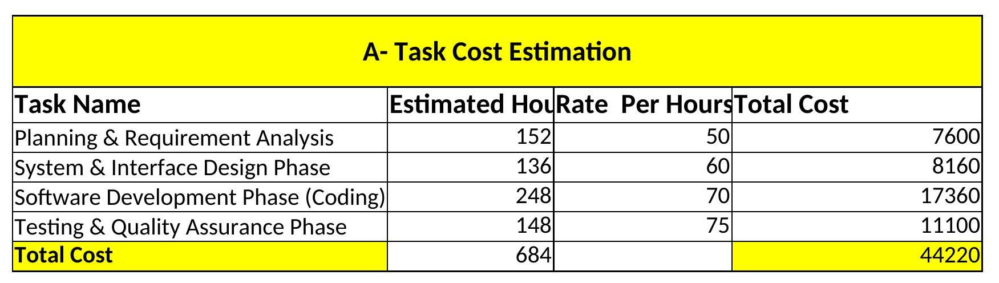 A- Task Cost Estimation
Task Name Estimated Hou Rate  Per Hours Total Cost
Planning & Requirement Analysis 152 50 7600
System & Interface Design Phase 136 60 8160
Software Development Phase (Coding) 248 70 17360
Testing & Quality Assurance Phase 148 75 11100
Total Cost 684 44220